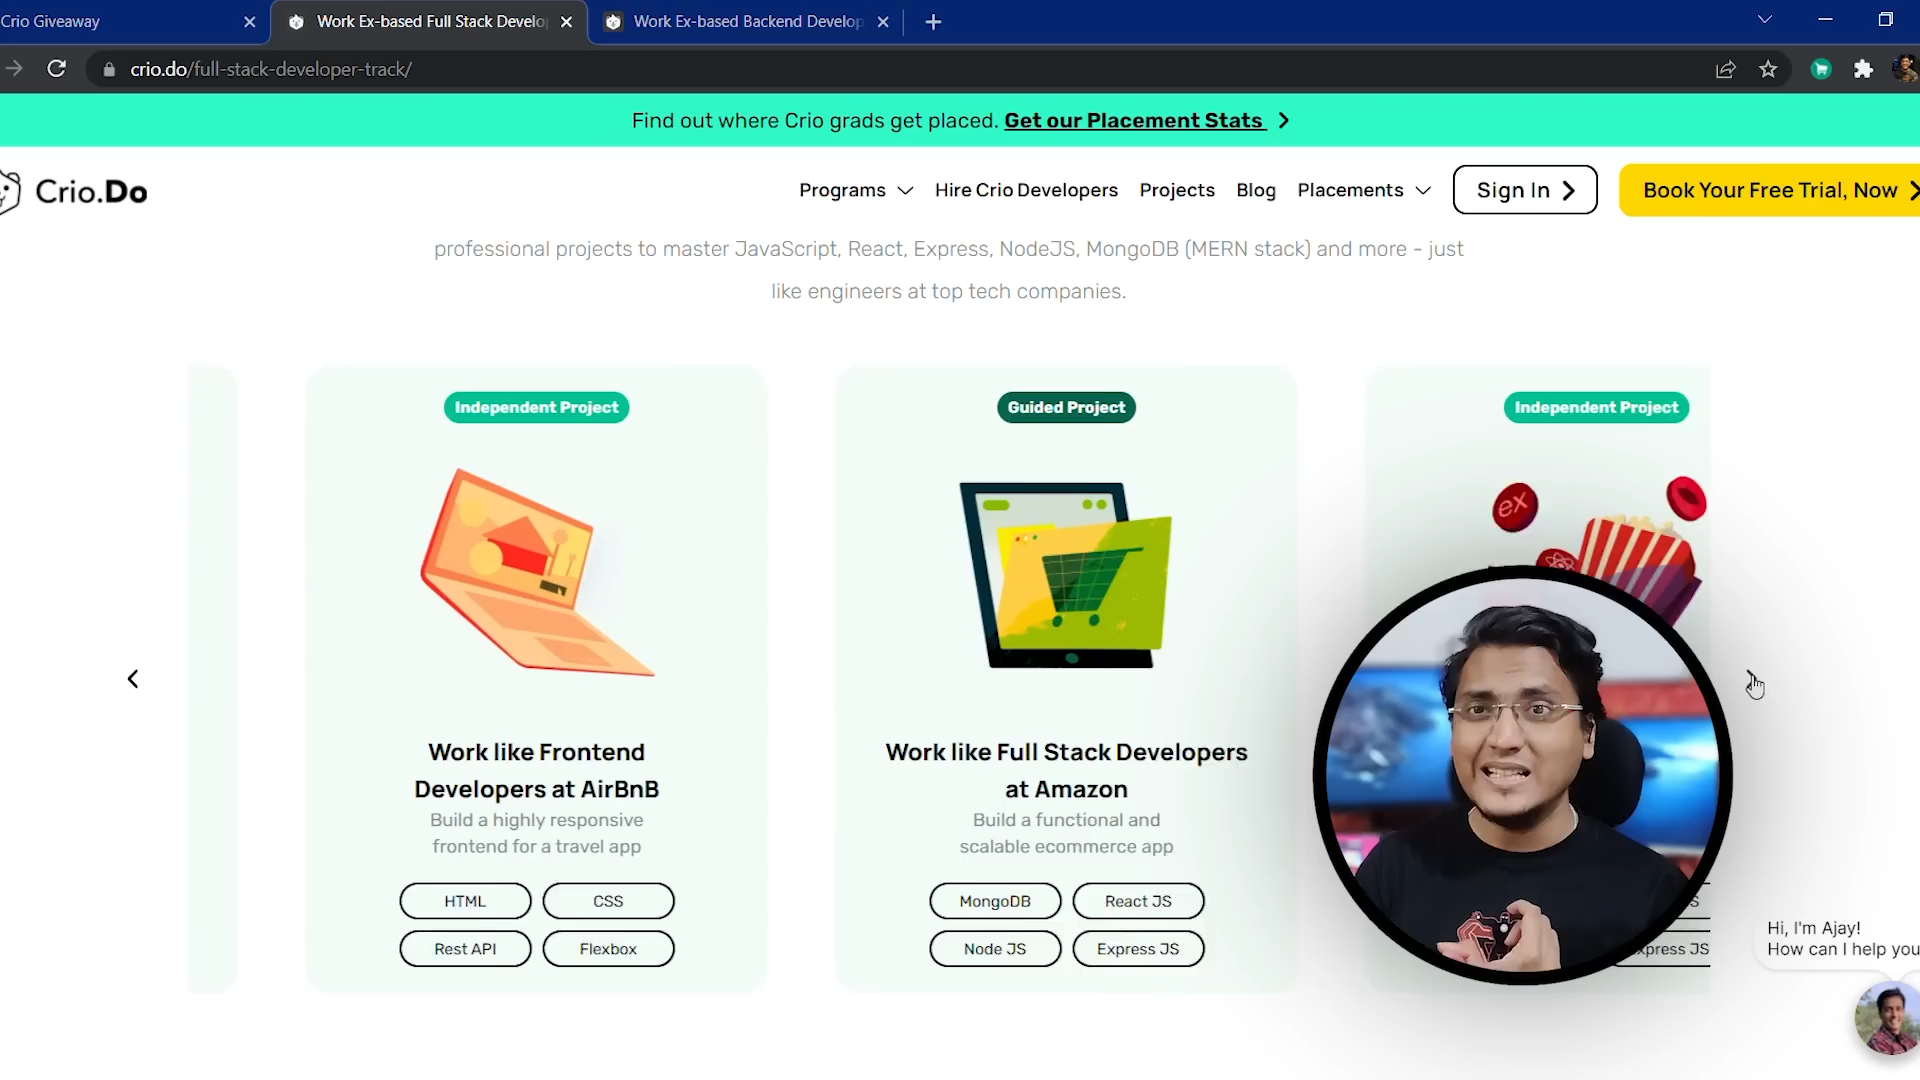 Crio Giveaway
Work Ex-based Full Stack Develo
Work Ex-based Backend Develop
crio.do/full-stack-developer-track/
Find out where Crio grads get placed. Get our Placement Stats
Crio.Do
Programs
Hire Crio Developers
Projects
Blog
Placements
Sign In
Book Your Free Trial, Now
professional projects to master JavaScript, React, Express, NodeJS, MongoDB (MERN stack) and more - just
like engineers at top tech companies.
Independent Project
Work like Frontend
Developers at AirBnB
Build a highly responsive
frontend for a travel app
HTML
CSS
Rest API
Flexbox
Guided Project
Work like Full Stack Developers
at Amazon
Build a functional and
scalable ecommerce app
MongoDB
React JS
Node JS
Express JS
Independent Project
ex
xpress JS
Hi, I'm Ajay!
How can I help you